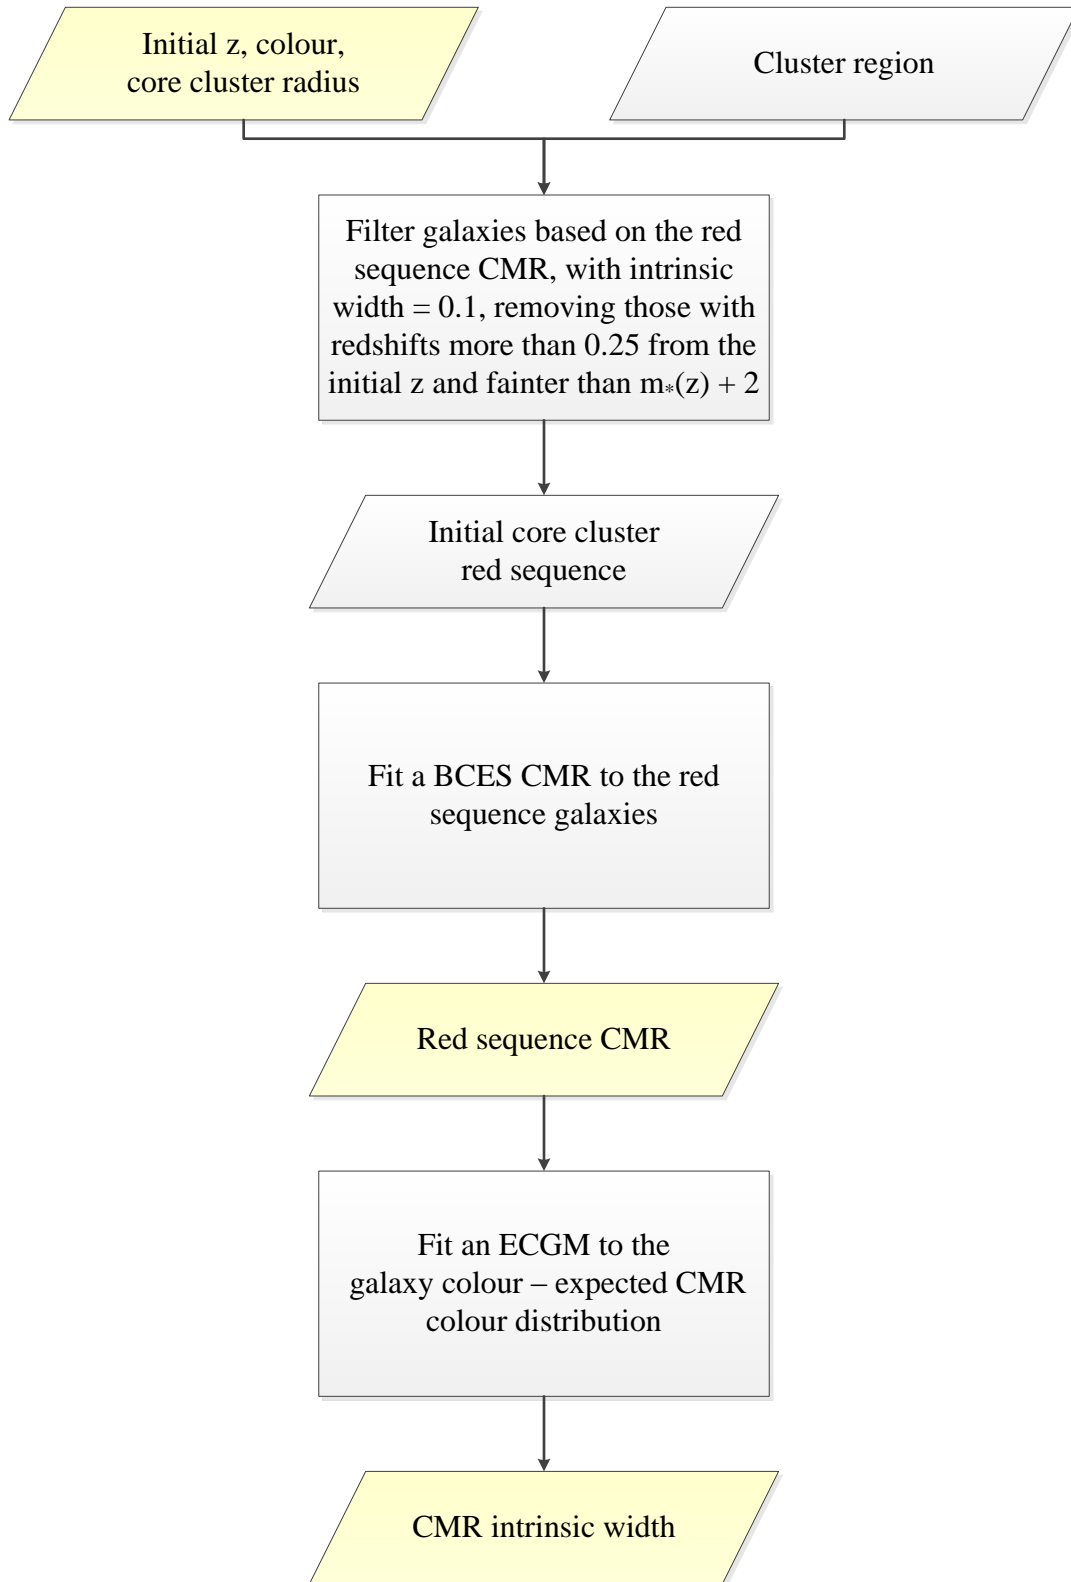 Initial z, colour,
core cluster radius
Cluster region
Filter galaxies based on the red
sequence CMR, with intrinsic
width = 0.1, removing those with
redshifts more than 0.25 from the
initial z and fainter than m*(z) + 2
Initial core cluster
red sequence
Fit a BCES CMR to the red
sequence galaxies
Red sequence CMR
Fit an ECGM to the
galaxy colour – expected CMR
colour distribution
CMR intrinsic width